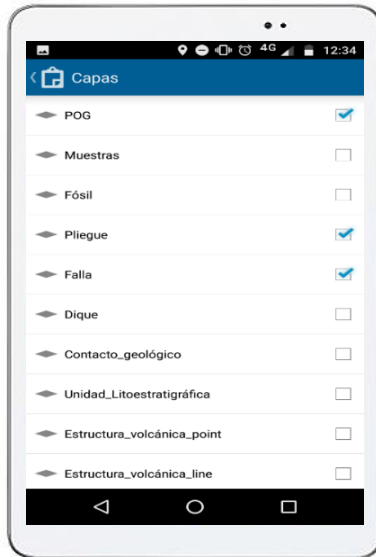 4G 12:34
Capas
POG
Muestras
Fósil
Pliegue
Falla
Dique
Contacto_geológico
Unidad_Litoestratigráfica
Estructura_volcánica_point
Estructura_volcánica_line